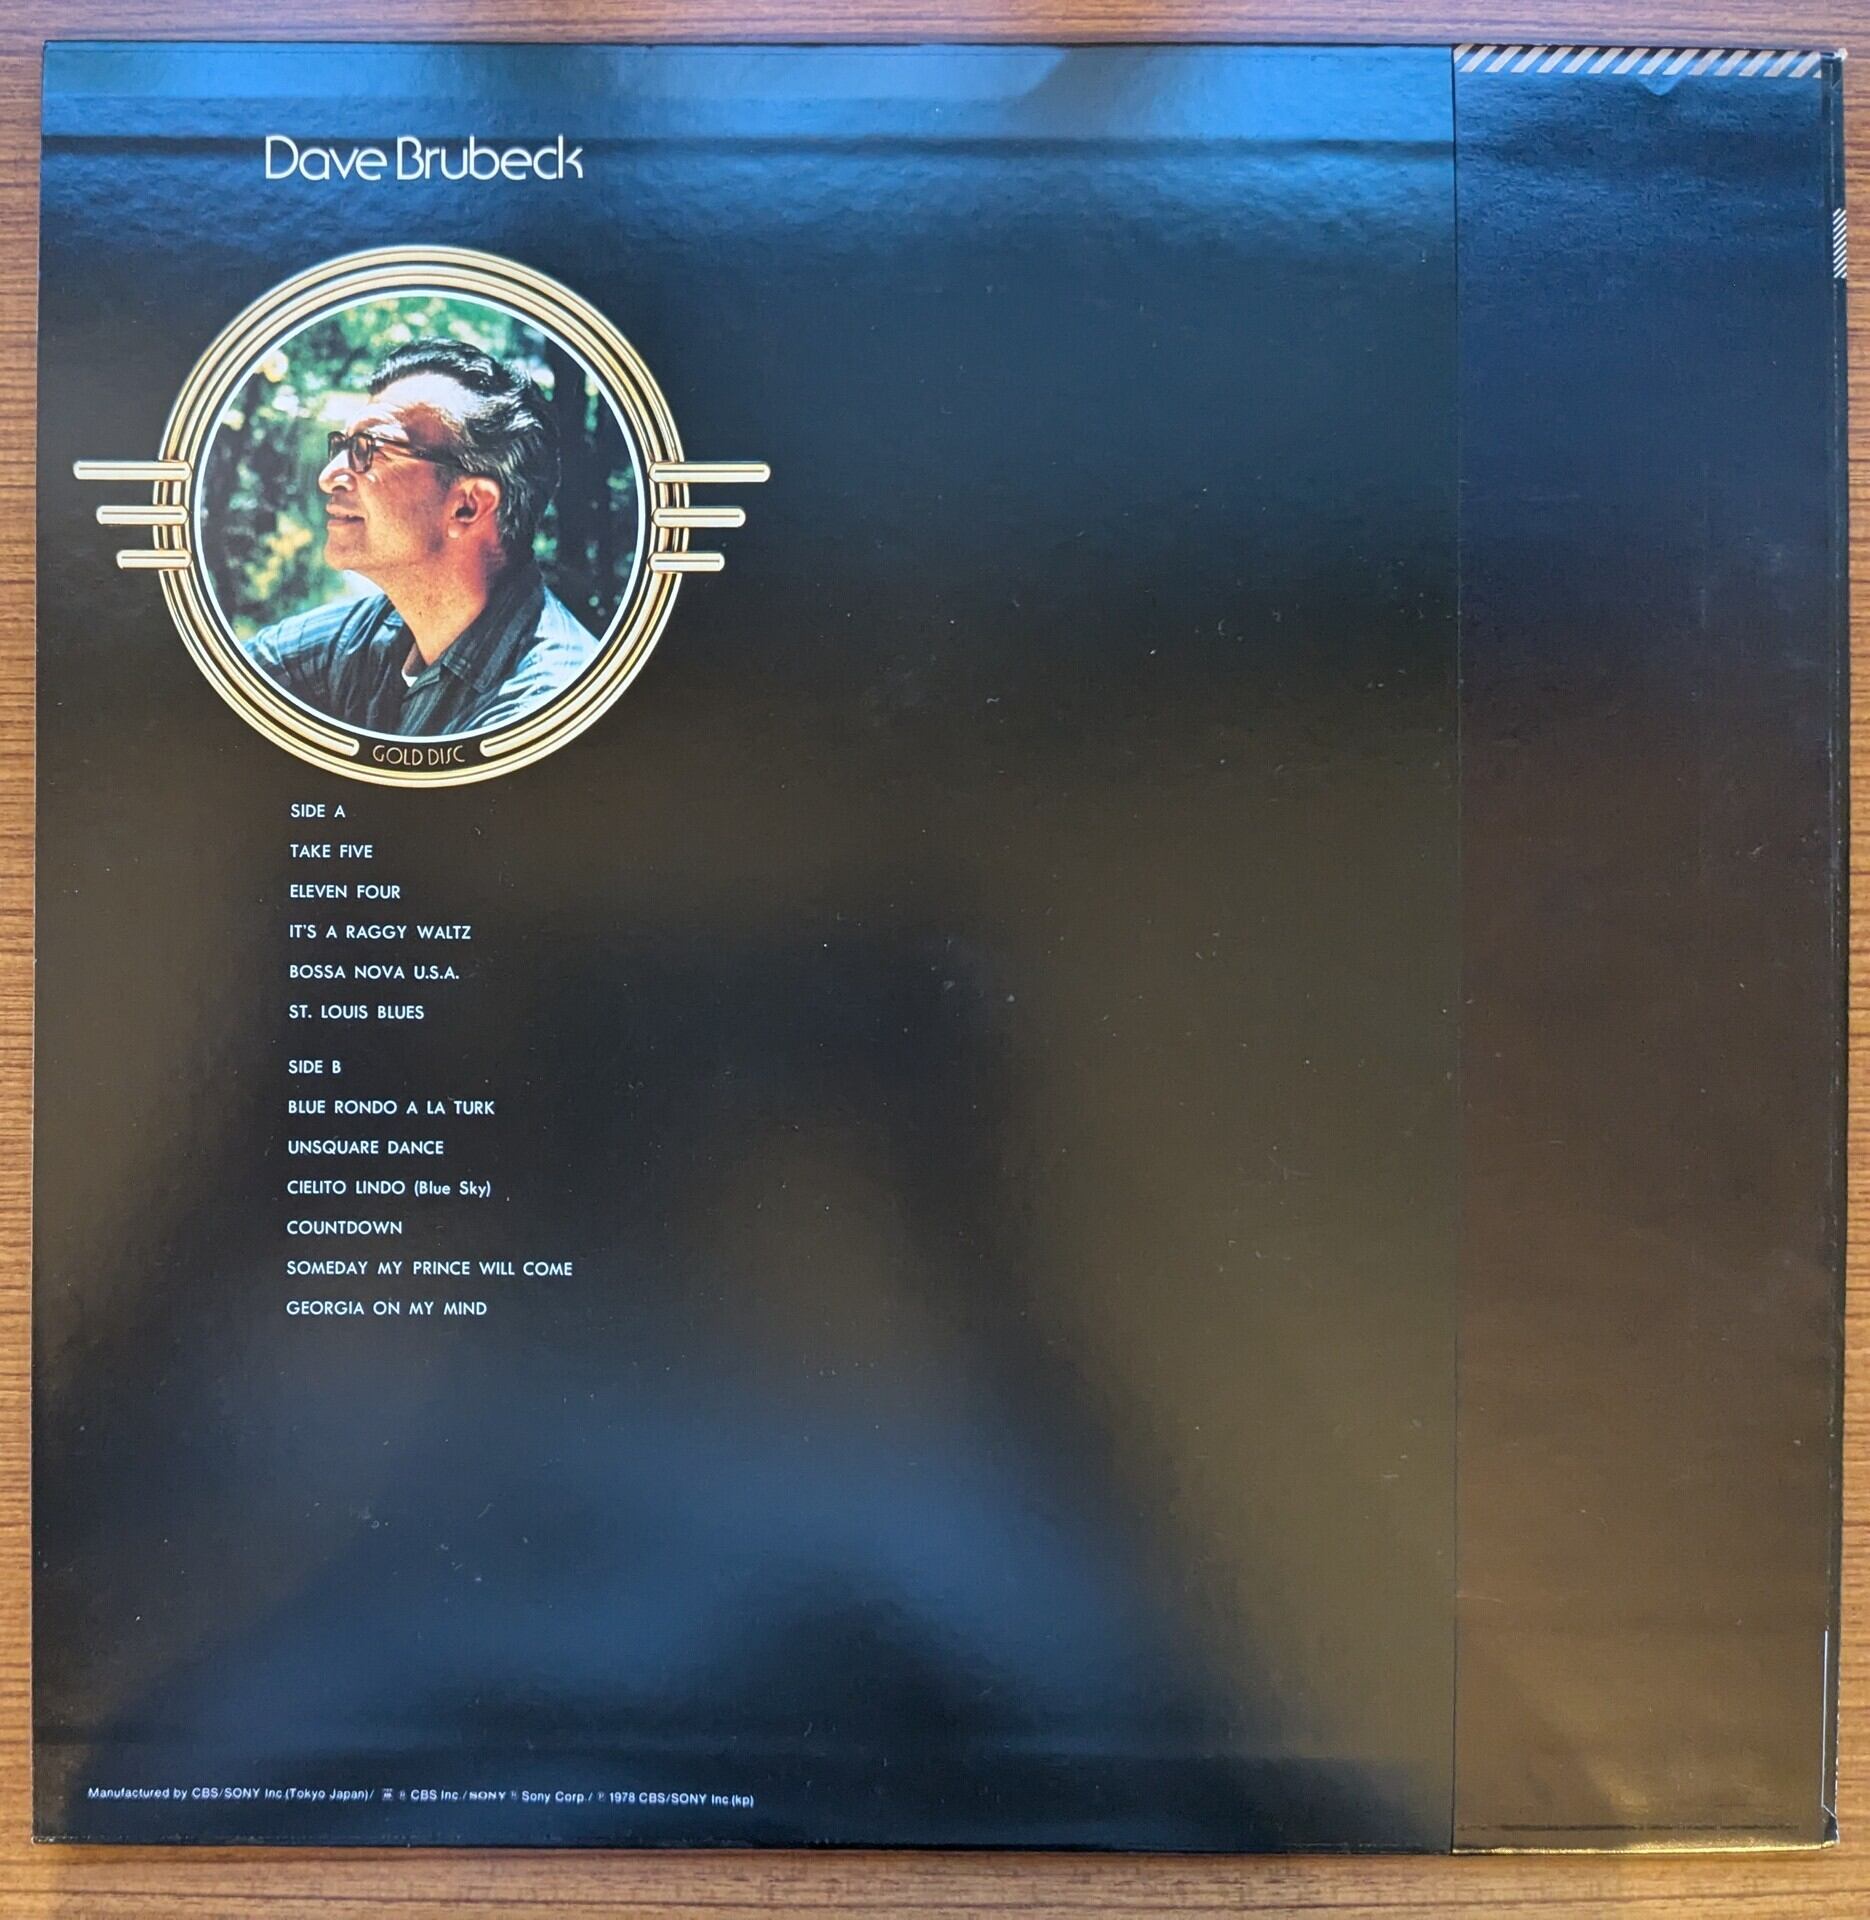 Dave Brubeck
GOLD DISC
SIDE A
TAKE FIVE
ELEVEN FOUR
IT'S A RAGGY WALTZ
BOSSA NOVA U.S.A.
ST. LOUIS BLUES
SIDE B
BLUE RONDO A LA TURK
UNSQUARE DANCE
CIELITO LINDO (Blue Sky)
COUNTDOWN
SOMEDAY MY PRINCE WILL COME
GEORGIA ON MY MIND
Manufactured by CBS/SONY Inc.(Tokyo Japan)/ ® CBS Inc./SONY ® Sony Corp./ ℗ 1978 CBS/SONY Inc.(kp)